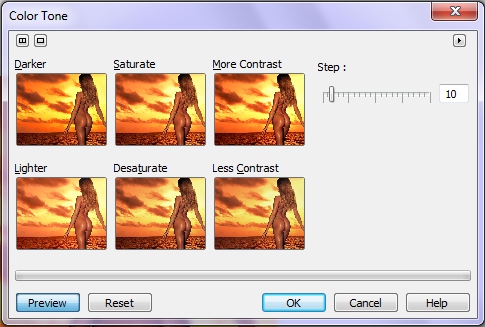 Color Tone
Darker
Saturate
More Contrast
Step :
10
Lighter
Desaturate
Less Contrast
Preview
Reset
OK
Cancel
Help